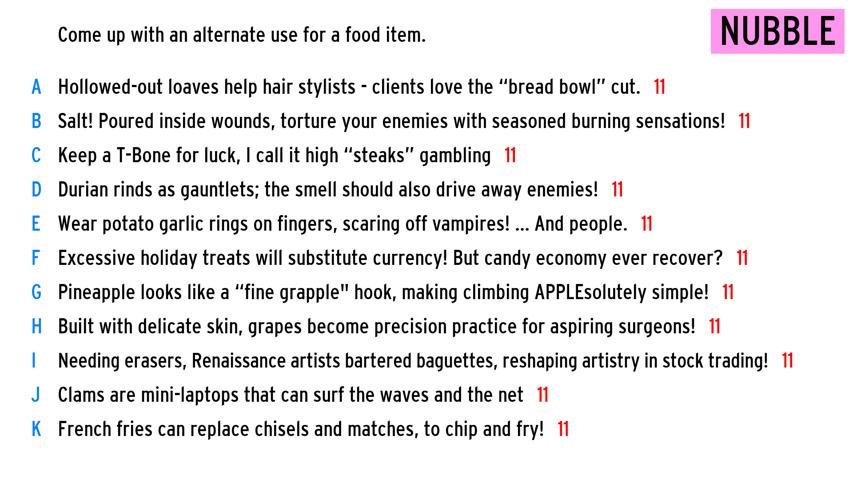 Come up with an alternate use for a food item.
NUBBLE
A Hollowed-out loaves help hair stylists - clients love the “bread bowl” cut. 11
B Salt! Poured inside wounds, torture your enemies with seasoned burning sensations! 11
C Keep a T-Bone for luck, I call it high “steaks” gambling 11
D Durian rinds as gauntlets; the smell should also drive away enemies! 11
E Wear potato garlic rings on fingers, scaring off vampires! ... And people. 11
F Excessive holiday treats will substitute currency! But candy economy ever recover? 11
G Pineapple looks like a “fine grapple" hook, making climbing APPLEsolutely simple! 11
H Built with delicate skin, grapes become precision practice for aspiring surgeons! 11
I Needing erasers, Renaissance artists bartered baguettes, reshaping artistry in stock trading! 11
J Clams are mini-laptops that can surf the waves and the net 11
K French fries can replace chisels and matches, to chip and fry! 11